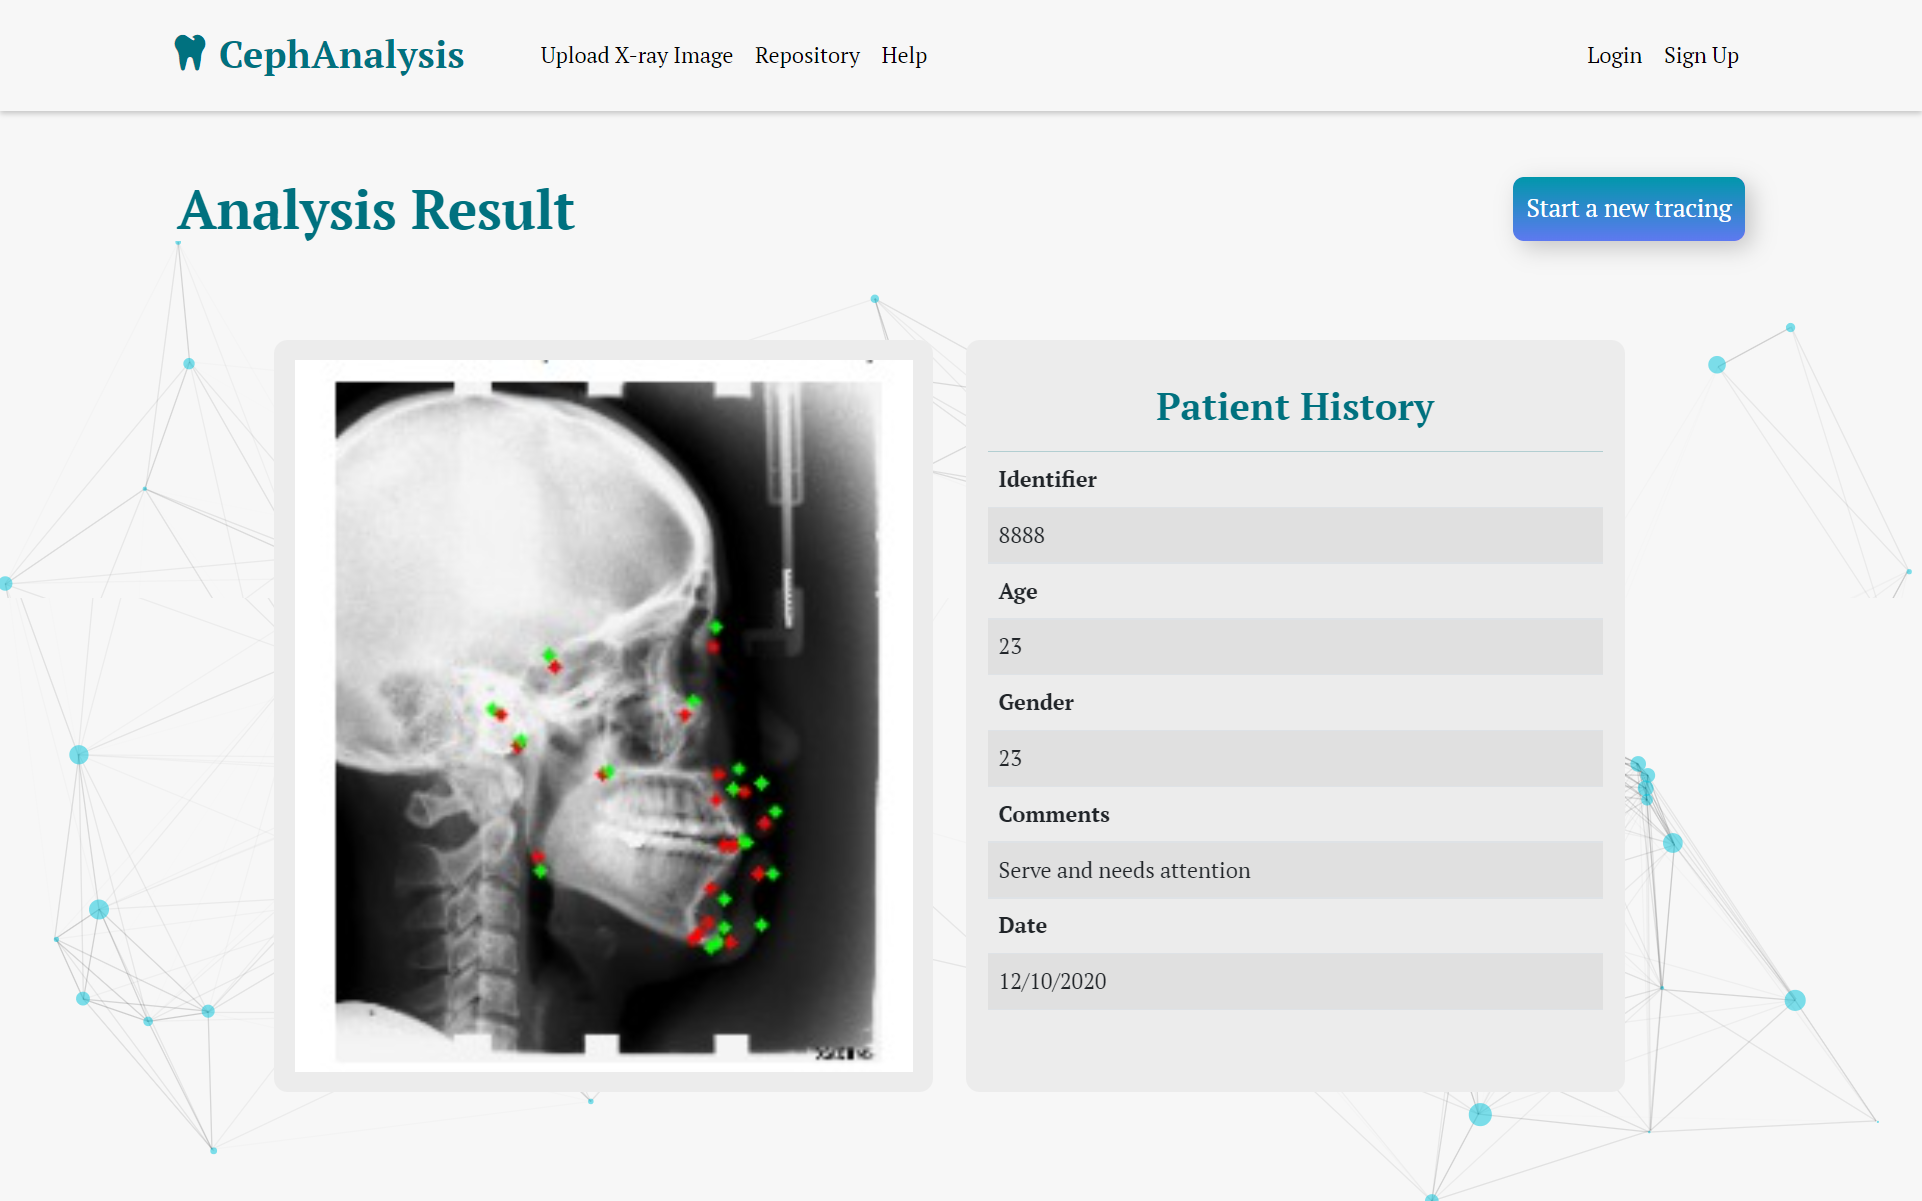 CephAnalysis
Upload X-ray Image Repository Help
Login Sign Up
Analysis Result
Start a new tracing
Patient History
Identifier
8888
Age
23
Gender
23
Comments
Serve and needs attention
Date
12/10/2020